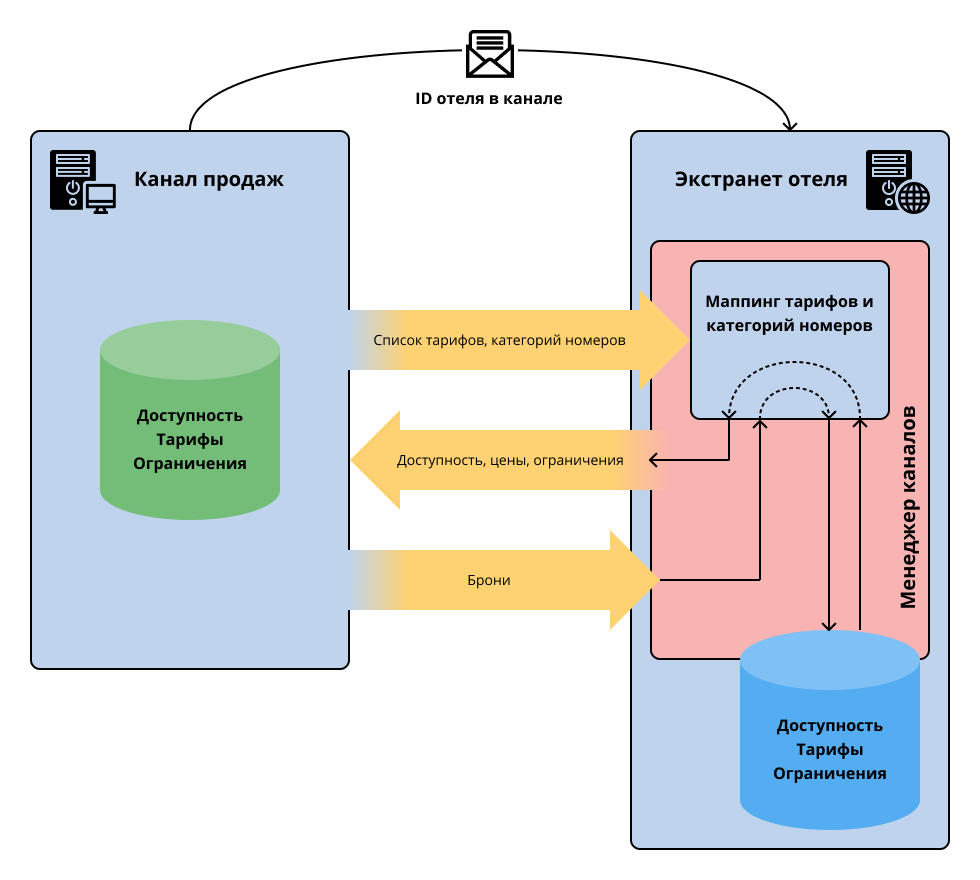 ID отеля в канале
Канал продаж
Экстранет отеля
Маппинг тарифов и
категорий номеров
Список тарифов, категорий номеров
Доступность
Тарифы
Ограничения
Доступность, цены, ограничения
Менеджер каналов
Брони
Доступность
Тарифы
Ограничения